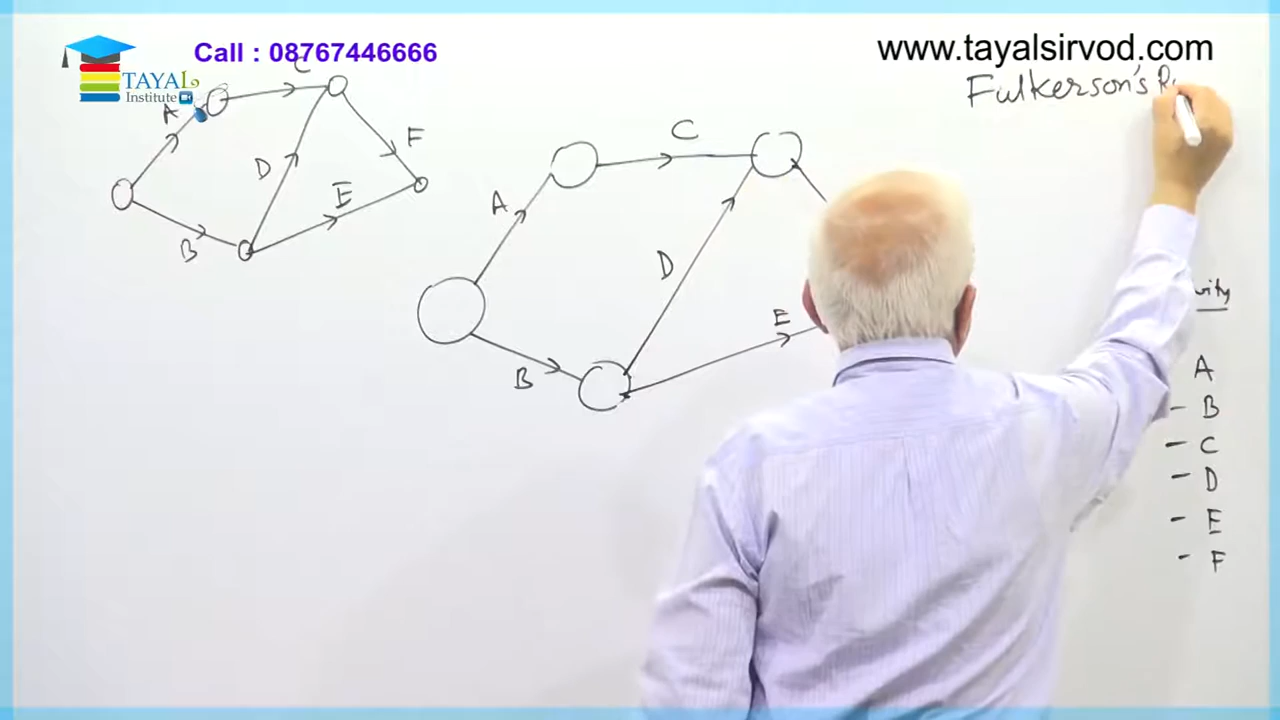 Call : 08767446666
www.tayalsirvod.com
TAYAL
Institute
Fulkerson's
A
C
D
E
F
B
A
C
D
E
B
A
- B
- C
- D
- E
- F